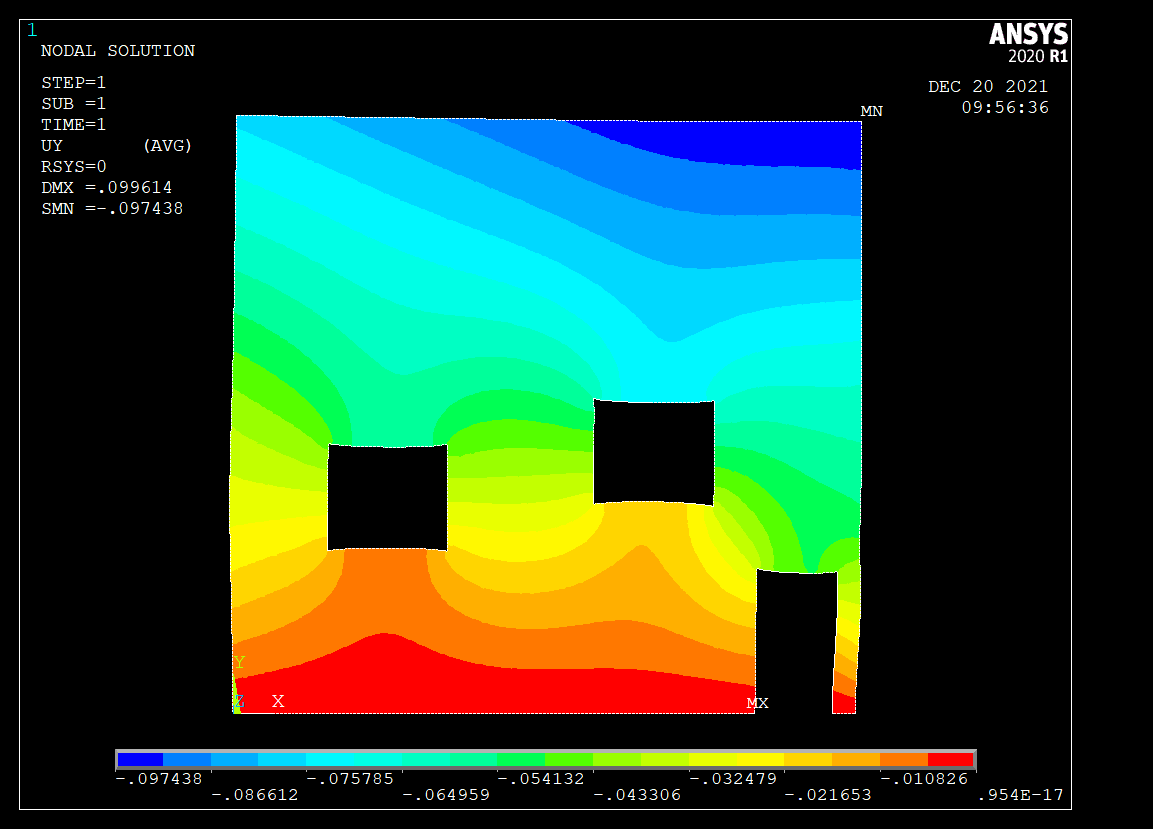 1
ANSYS
2020 R1
NODAL SOLUTION
STEP=1
SUB =1
TIME=1
UY (AVG)
RSYS=0
DMX =.099614
SMN =-.097438
DEC 20 2021
09:56:36
MN
Y
Z X
MX
-.097438 -.075785 -.054132 -.032479 -.010826
-.086612 -.064959 -.043306 -.021653 .954E-17